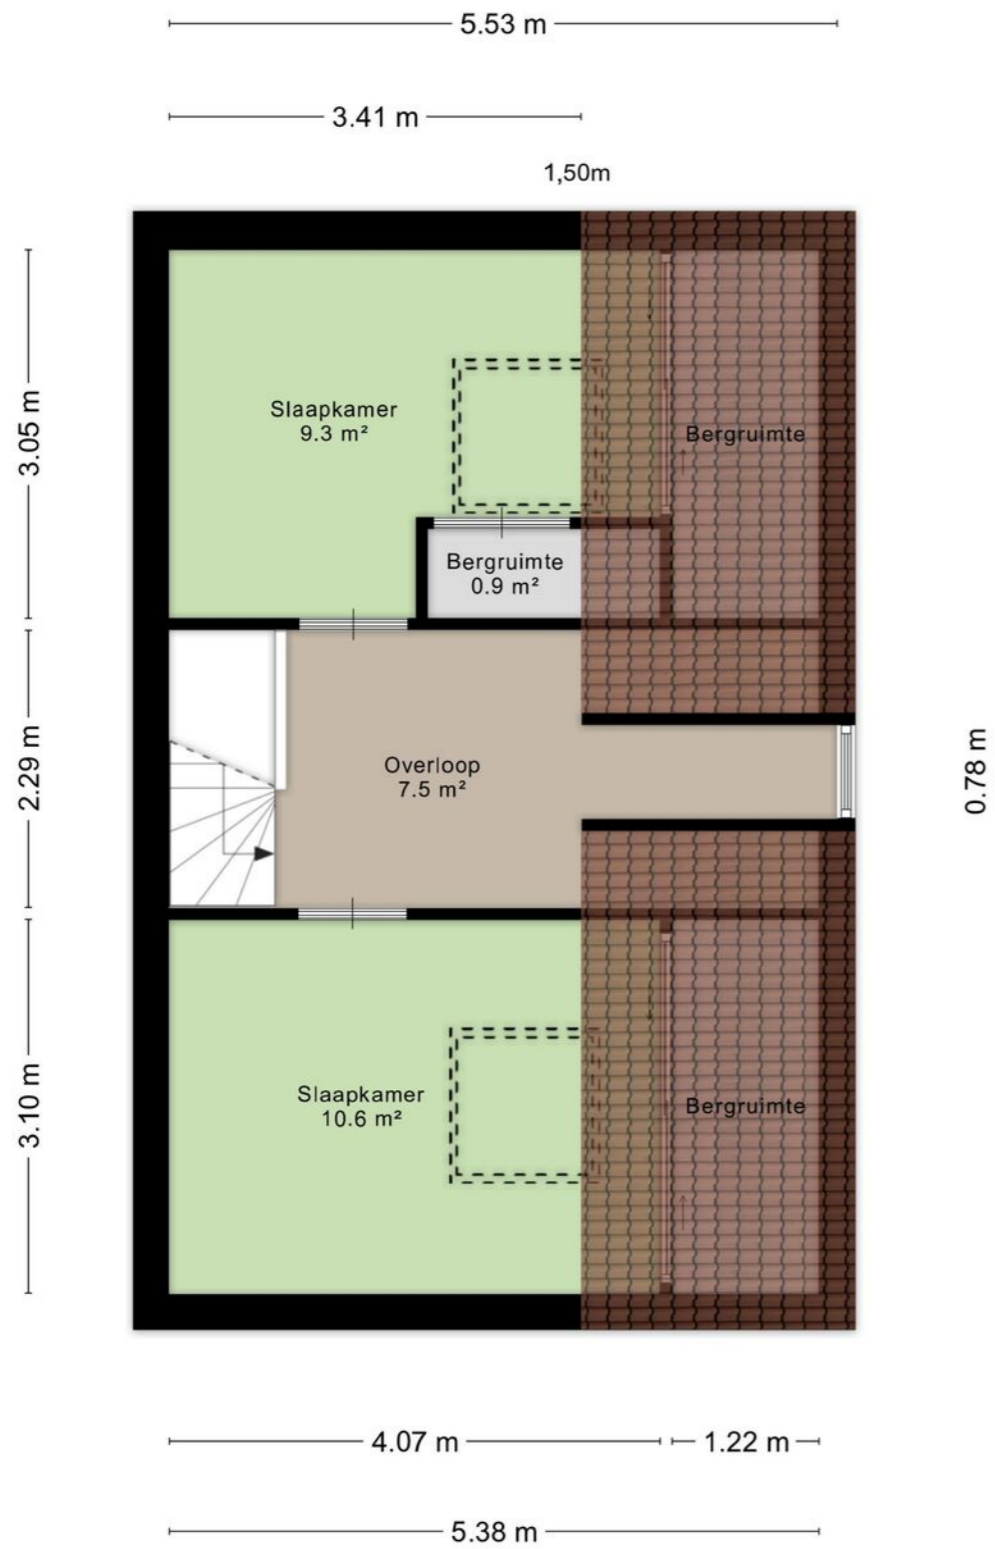 5.53 m
3.41 m
1,50m
3.05 m
Slaapkamer
9.3 m²
Bergruimte
Bergruimte
0.9 m²
2.29 m
Overloop
7.5 m²
0.78 m
3.10 m
Slaapkamer
10.6 m²
Bergruimte
4.07 m
1.22 m
5.38 m